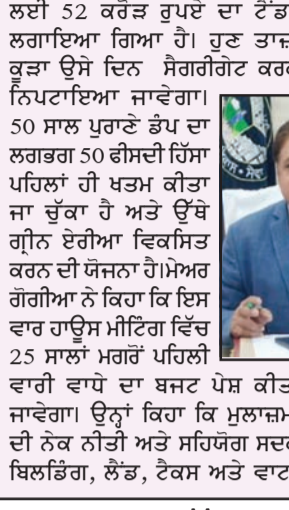 ਲਈ 52 ਕਰੋੜ ਰੁਪਏ ਦਾ ਟੈਂਡ
ਲਗਾਇਆ ਗਿਆ ਹੈ। ਹੁਣ ਤਾਜ਼
ਕੂੜਾ ਉਸੇ ਦਿਨ ਸੈਗਰੀਗੇਟ ਕਰਕ
ਨਿਪਟਾਇਆ ਜਾਵੇਗਾ।
50 ਸਾਲ ਪੁਰਾਣੇ ਡੰਪ ਦਾ
ਲਗਭਗ 50 ਫੀਸਦੀ ਹਿੱਸਾ
ਪਹਿਲਾਂ ਹੀ ਖਤਮ ਕੀਤਾ
ਜਾ ਚੁੱਕਾ ਹੈ ਅਤੇ ਉੱਥੇ
ਗ੍ਰੀਨ ਏਰੀਆ ਵਿਕਸਿਤ
ਕਰਨ ਦੀ ਯੋਜਨਾ ਹੈ।ਮੇਅਰ
ਗੋਗੀਆ ਨੇ ਕਿਹਾ ਕਿ ਇਸ
ਵਾਰ ਹਾਊਸ ਮੀਟਿੰਗ ਵਿੱਚ
25 ਸਾਲਾਂ ਮਗਰੋਂ ਪਹਿਲੀ
ਵਾਰੀ ਵਾਧੇ ਦਾ ਬਜਟ ਪੇਸ਼ ਕੀਤ
ਜਾਵੇਗਾ। ਉਨ੍ਹਾਂ ਕਿਹਾ ਕਿ ਮੁਲਾਜ਼ਮ
ਦੀ ਨੇਕ ਨੀਤੀ ਅਤੇ ਸਹਿਯੋਗ ਸਦਕ
ਬਿਲਡਿੰਗ, ਲੈਂਡ, ਟੈਕਸ ਅਤੇ ਵਾਟ